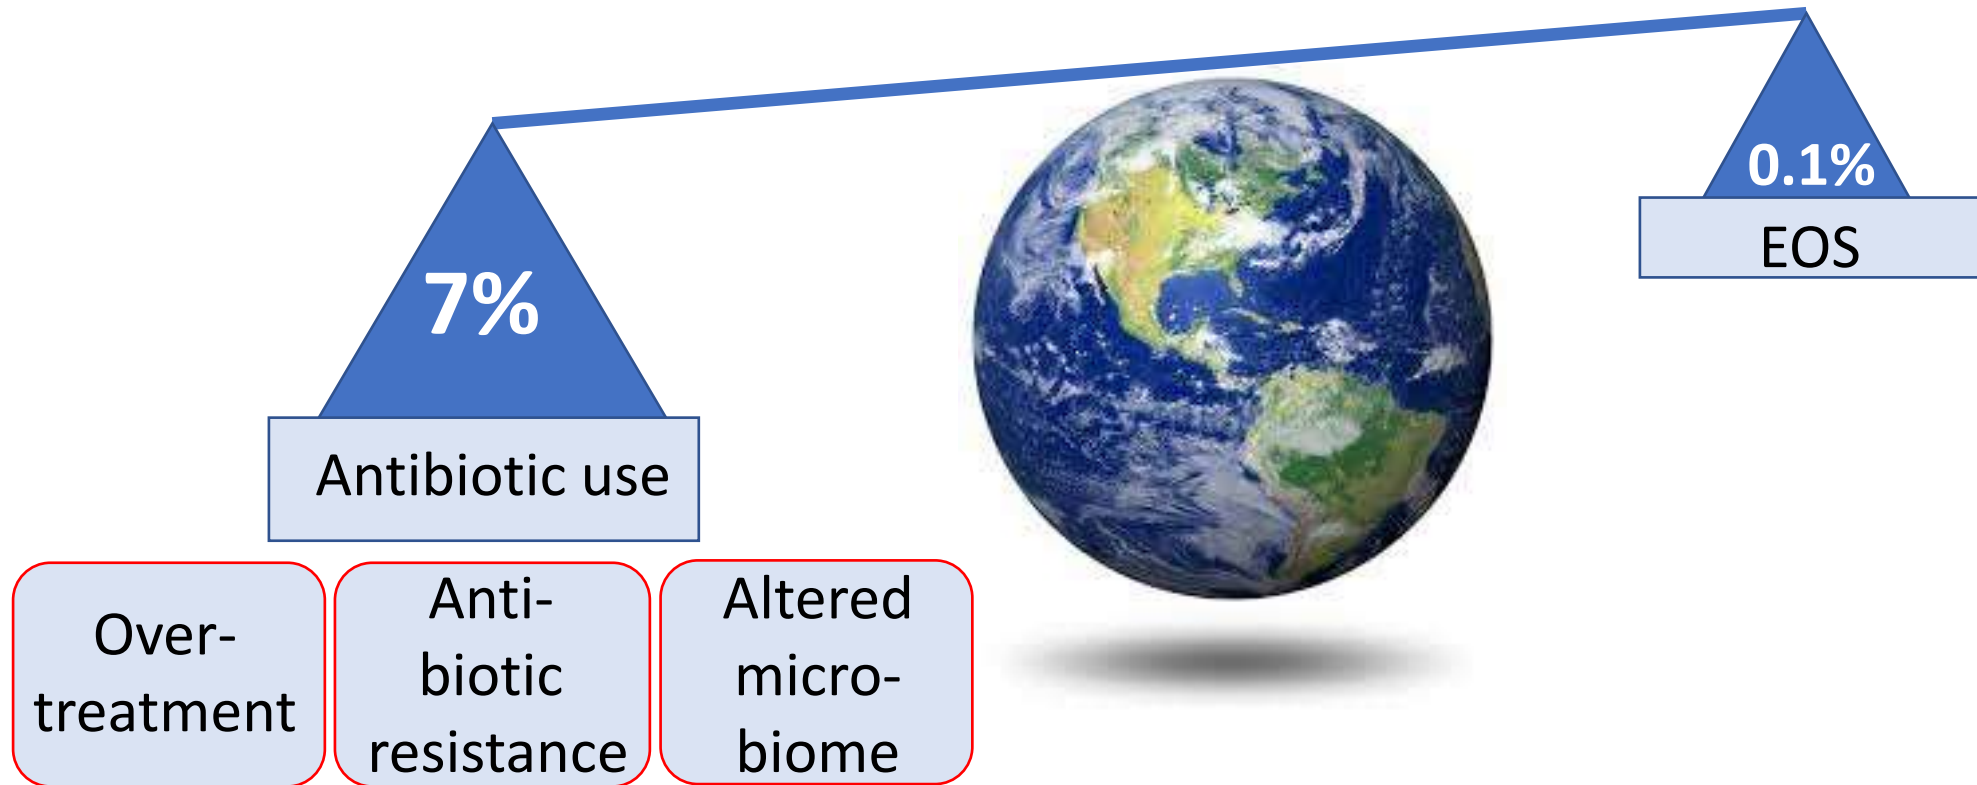 0.1%
EOS
7%
Antibiotic use
Over-
treatment
Anti-
biotic
resistance
Altered
micro-
biome